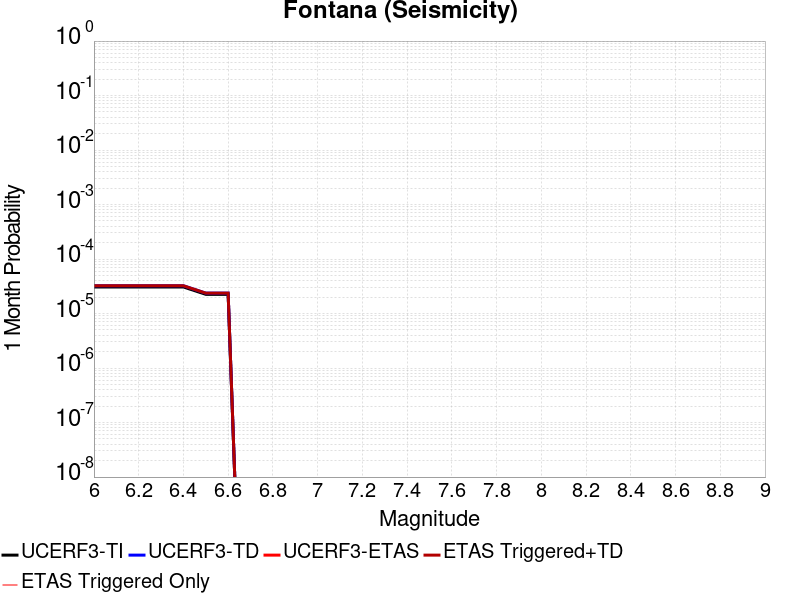 Fontana (Seismicity)
10^0
10^-1
10^-2
10^-3
10^-4
10^-5
10^-6
10^-7
10^-8
1 Month Probability
6 6.2 6.4 6.6 6.8 7 7.2 7.4 7.6 7.8 8 8.2 8.4 8.6 8.8 9
Magnitude
UCERF3-TI UCERF3-TD UCERF3-ETAS ETAS Triggered+TD
ETAS Triggered Only